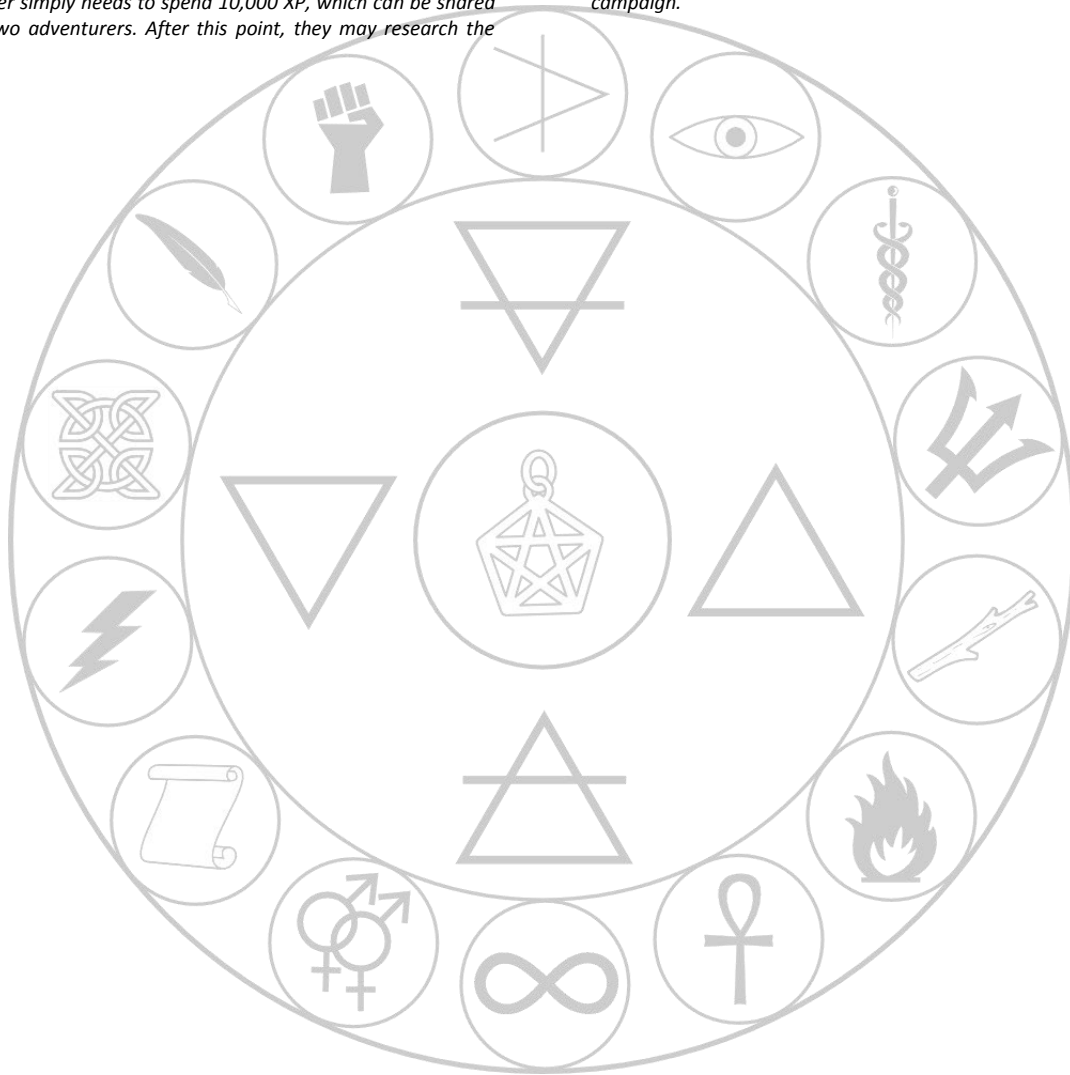 er simply needs to spend 10,000 XP, which can be shared
wo adventurers. After this point, they may research the
campaign.